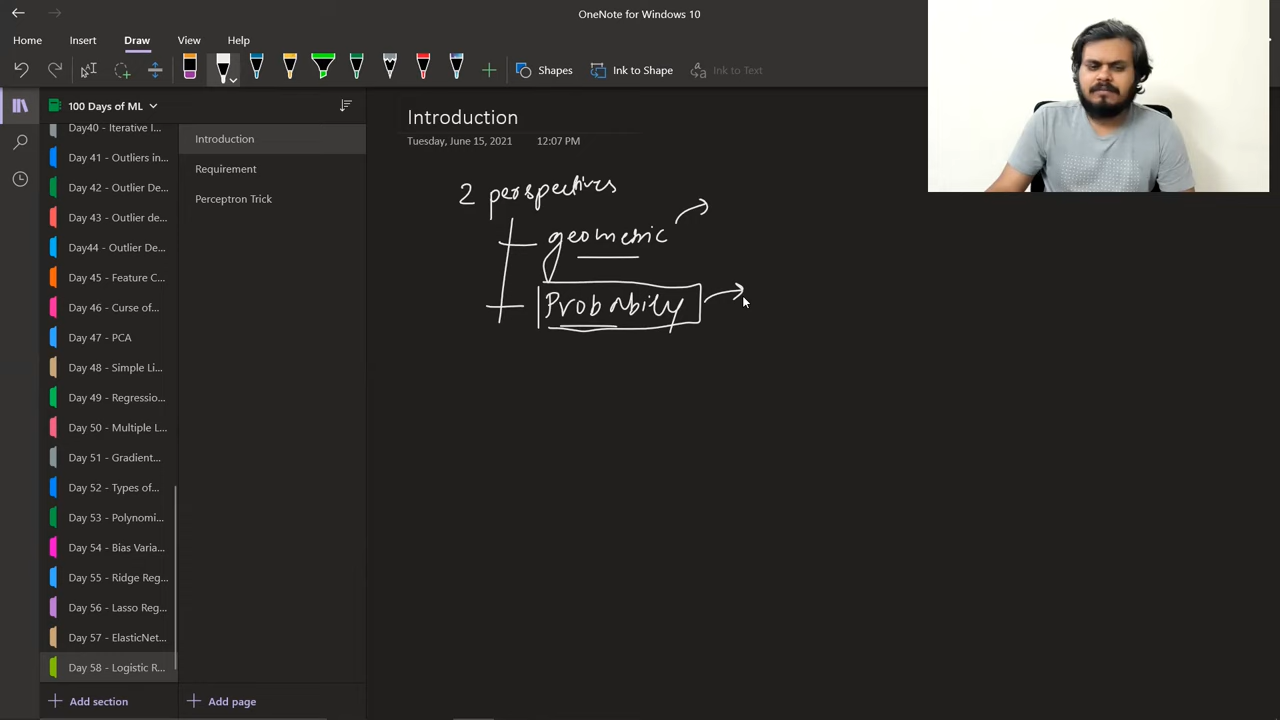 OneNote for Windows 10
Home Insert Draw View Help
Shapes Ink to Shape Ink to Text
100 Days of ML
Day40 - Iterative I...
Day 41 - Outliers in...
Day 42 - Outlier De...
Day 43 - Outlier de...
Day44 - Outlier De...
Day 45 - Feature C...
Day 46 - Curse of...
Day 47 - PCA
Day 48 - Simple Li...
Day 49 - Regressio...
Day 50 - Multiple L...
Day 51 - Gradient...
Day 52 - Types of...
Day 53 - Polynomi...
Day 54 - Bias Varia...
Day 55 - Ridge Reg...
Day 56 - Lasso Reg...
Day 57 - ElasticNet...
Day 58 - Logistic R...
Add section
Introduction
Requirement
Perceptron Trick
Add page
Introduction
Tuesday, June 15, 2021 12:07 PM
2 perspectives
geometric
Probability